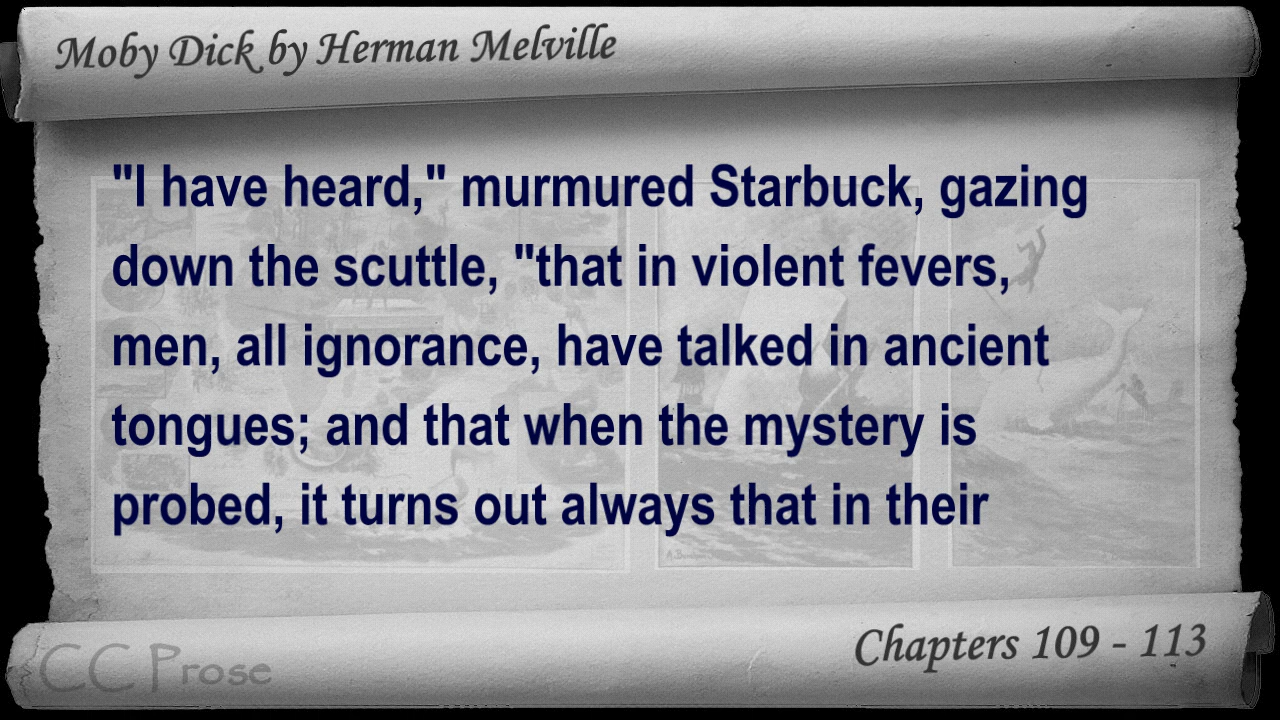 Moby Dick by Herman Melville
"I have heard," murmured Starbuck, gazing
down the scuttle, "that in violent fevers,
men, all ignorance, have talked in ancient
tongues; and that when the mystery is
probed, it turns out always that in their
Chapters 109 - 113
CC Prose